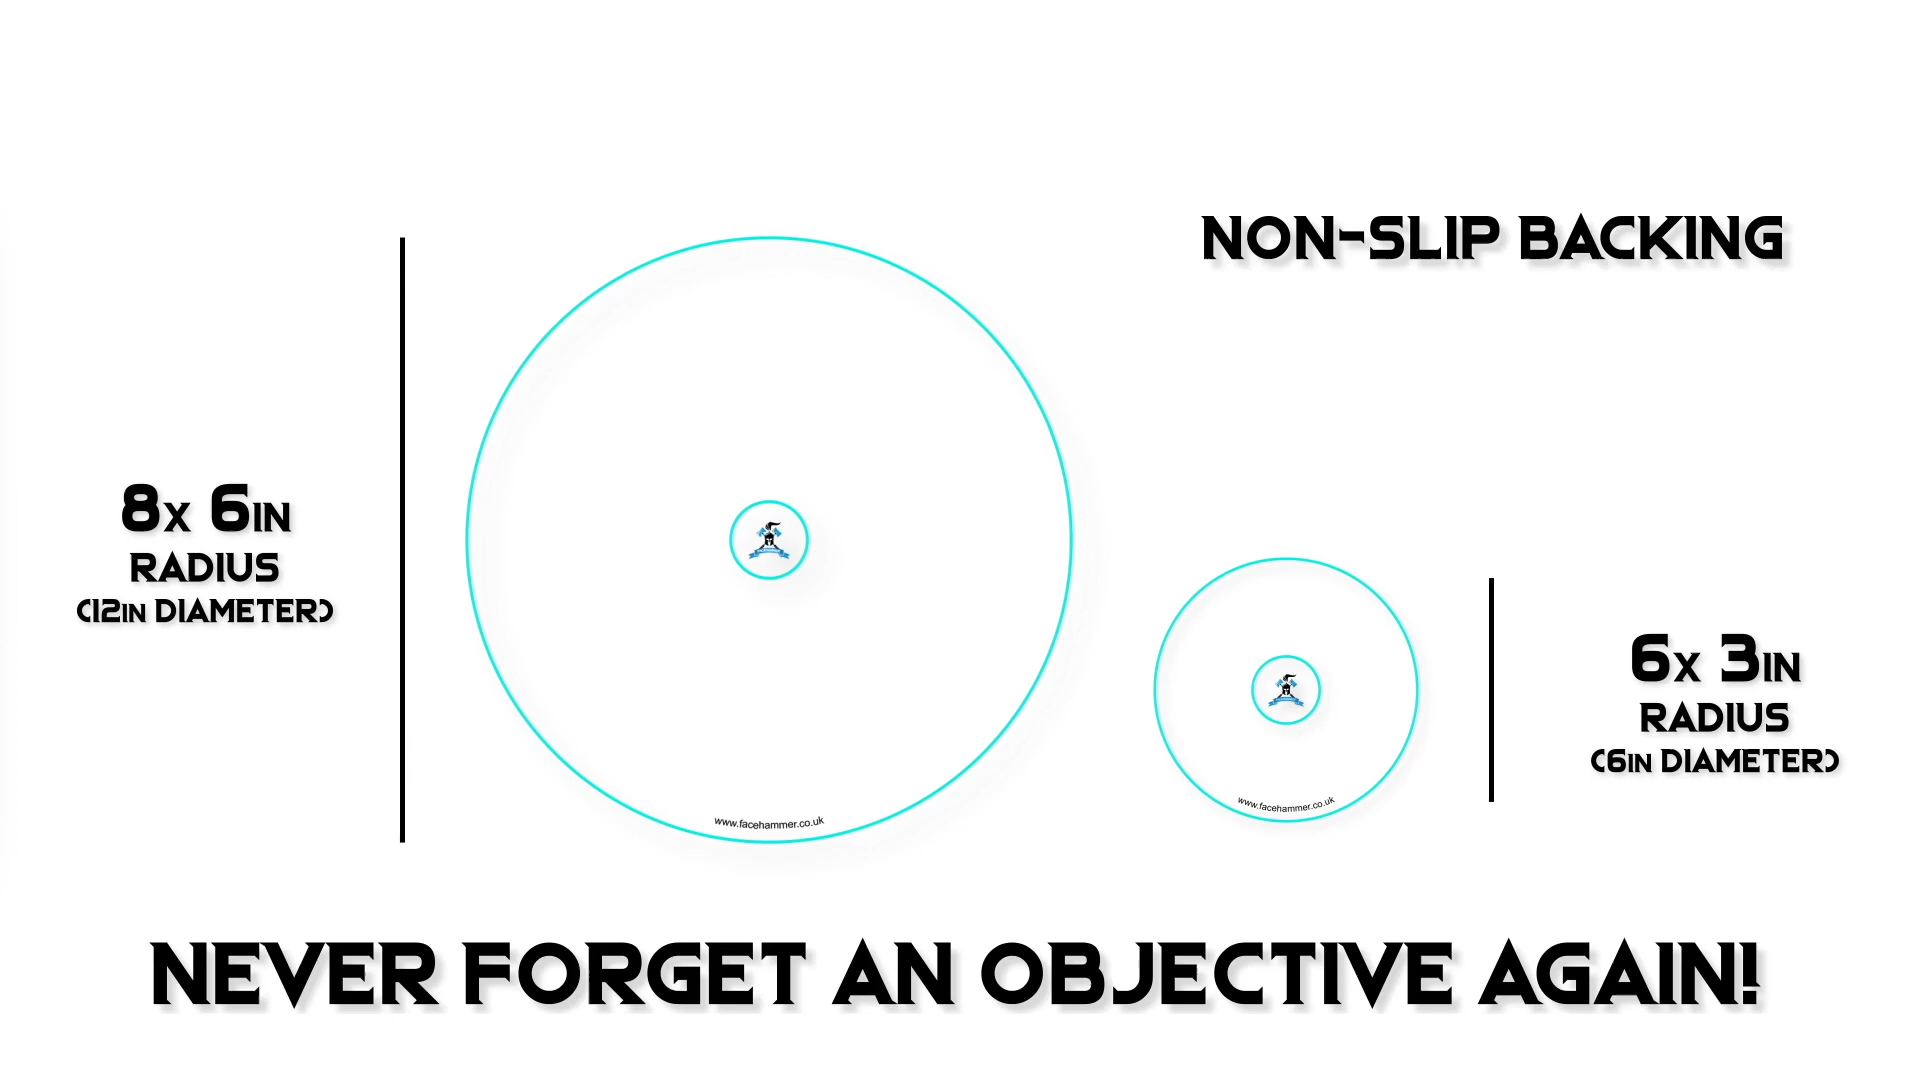 NON-SLIP BACKING
8x 6in
RADIUS
(12in DIAMETER)
www.facehammer.co.uk
6x 3in
RADIUS
(6in DIAMETER)
www.facehammer.co.uk
NEVER FORGET AN OBJECTIVE AGAIN!